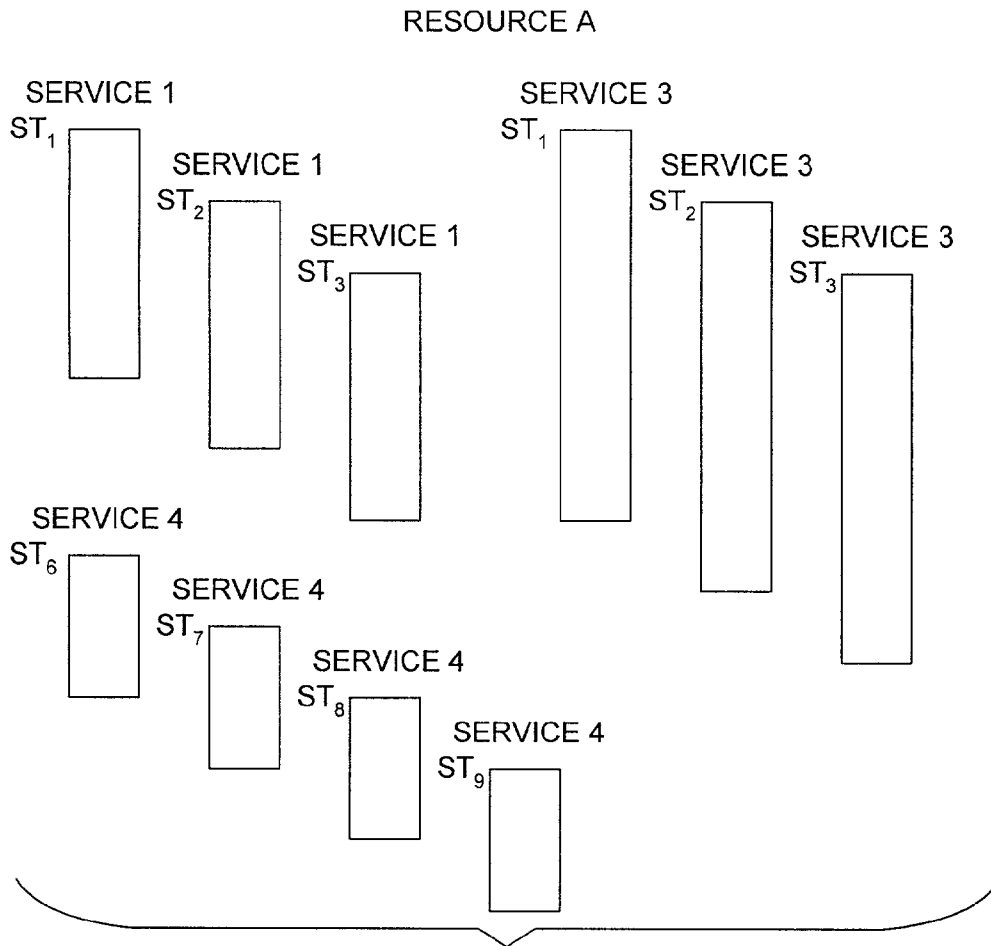 RESOURCE A
SERVICE 1
ST₁
SERVICE 1
ST₂
SERVICE 1
ST₃
SERVICE 3
ST₁
SERVICE 3
ST₂
SERVICE 3
ST₃
SERVICE 4
ST₆
SERVICE 4
ST₇
SERVICE 4
ST₈
SERVICE 4
ST₉